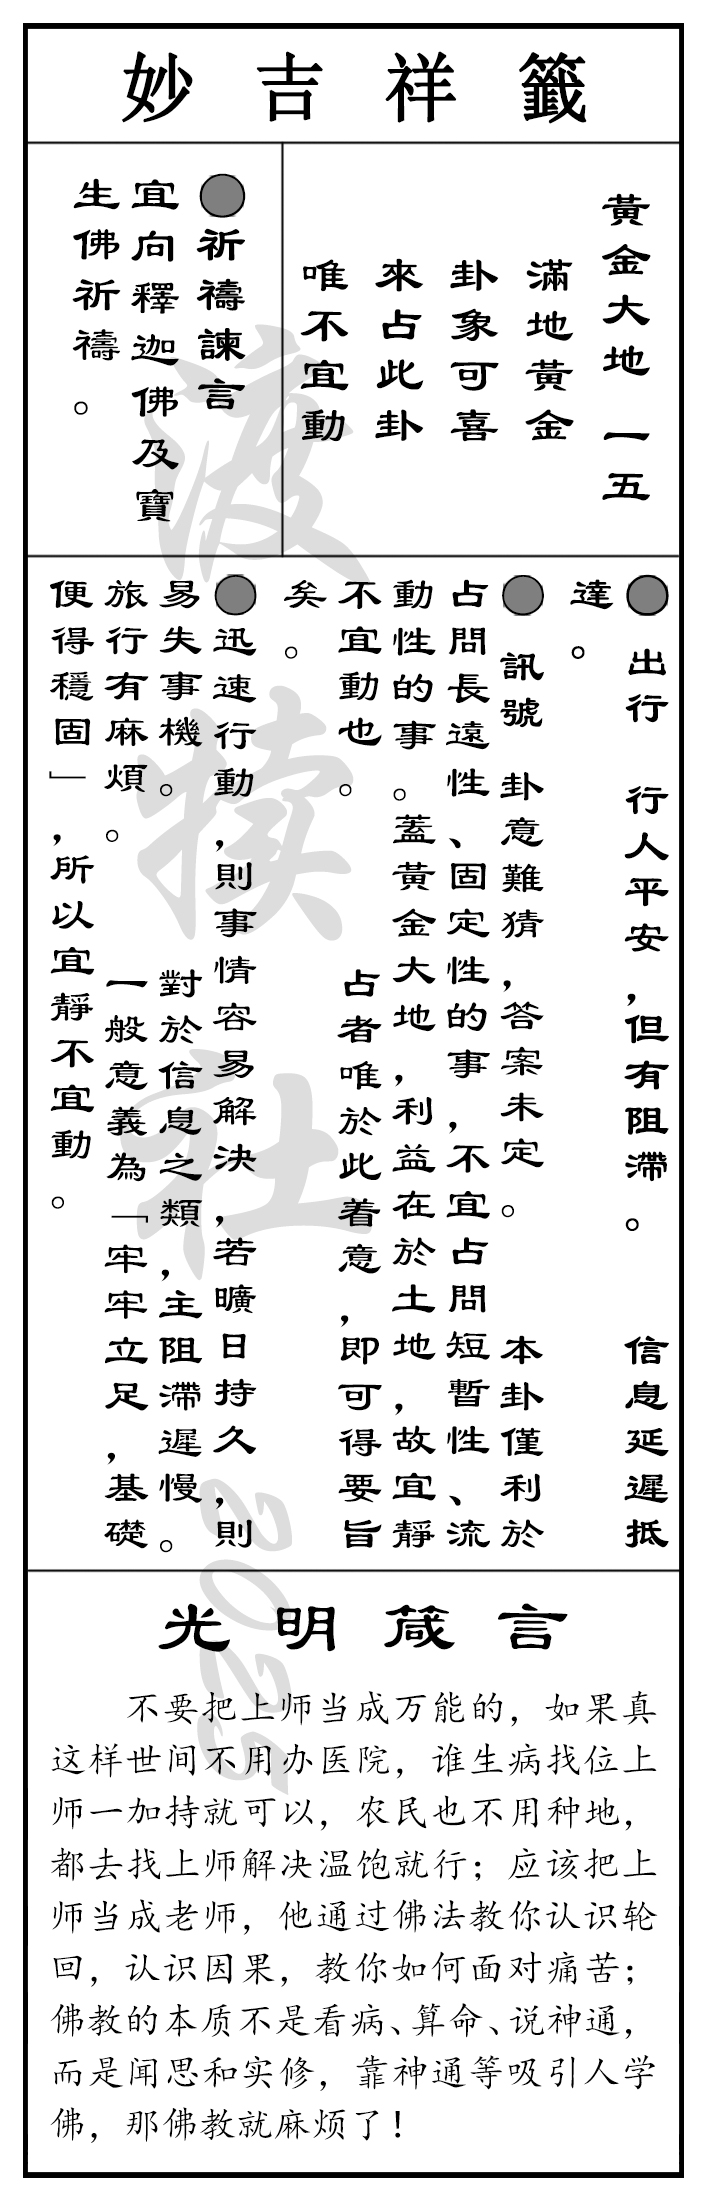 妙吉祥籤
黃金大地 一五
滿地黃金
卦象可喜
來占此卦
唯不宜動
●祈禱諫言
宜向釋迦佛及寶
生佛祈禱。
● 出行 行人平安，但有阻滯。 信息延遲抵
達。
● 訊號 卦意難猜，答案未定。 本卦僅利於
占問長遠性、固定性的事，不宜占問短暫性、流
動性的事。蓋黃金大地，利益在於土地，故宜靜
不宜動也。 占者唯於此着意，即可得要旨
矣。
●迅速行動，則事情容易解決，若曠日持久，則
易失事機。 對於信息之類，主阻滯遲慢。
旅行有麻煩。 一般意義為「牢牢立足，基礎
便得穩固」，所以宜靜不宜動。
光明箴言
不要把上师当成万能的，如果真
这样世间不用办医院，谁生病找位上
师一加持就可以，农民也不用种地，
都去找上师解决温饱就行；应该把上
师当成老师，他通过佛法教你认识轮
回，认识因果，教你如何面对痛苦；
佛教的本质不是看病、算命、说神通，
而是闻思和实修，靠神通等吸引人学
佛，那佛教就麻烦了！
渡犊社2025